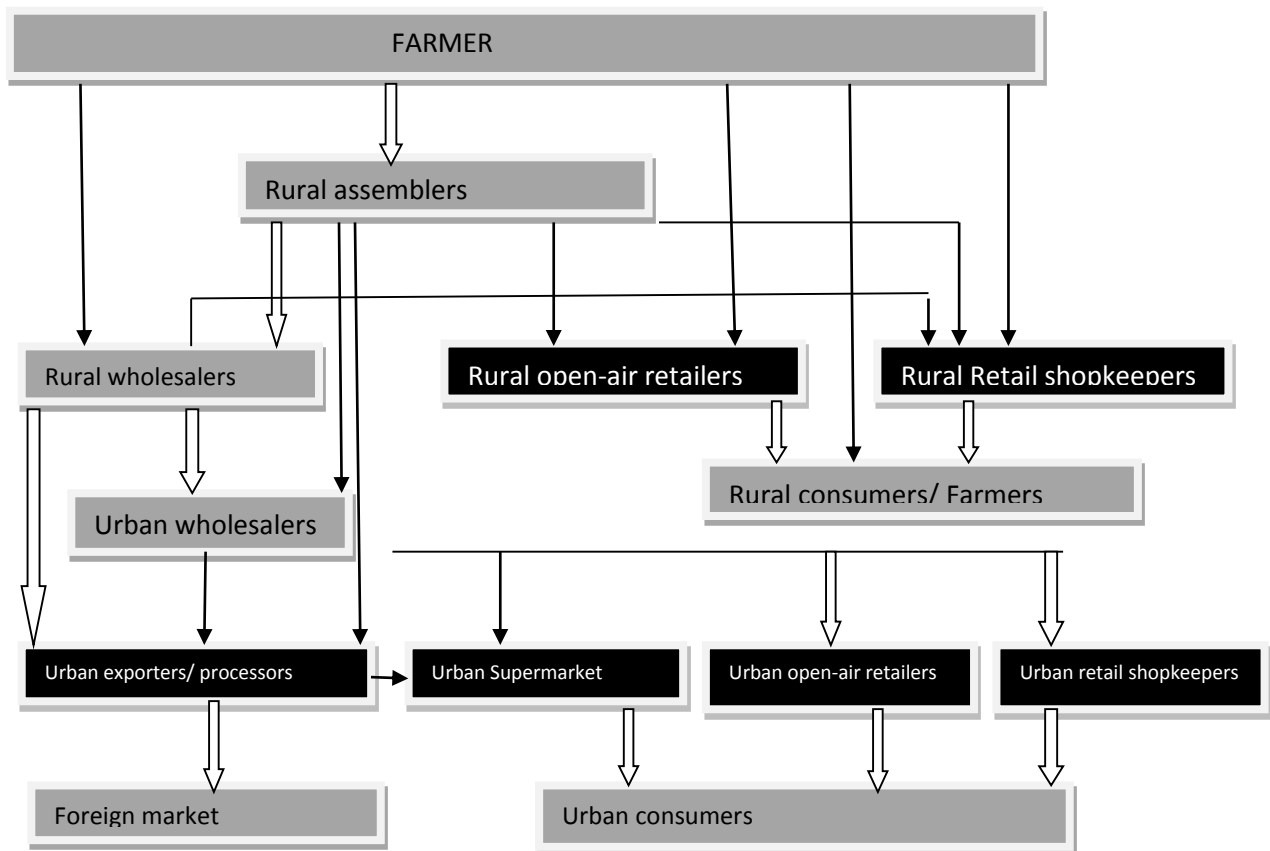 FARMER
Rural assemblers
Rural wholesalers
Rural open-air retailers
Rural Retail shopkeepers
Rural consumers/ Farmers
Urban wholesalers
Urban exporters/ processors
Urban Supermarket
Urban open-air retailers
Urban retail shopkeepers
Foreign market
Urban consumers